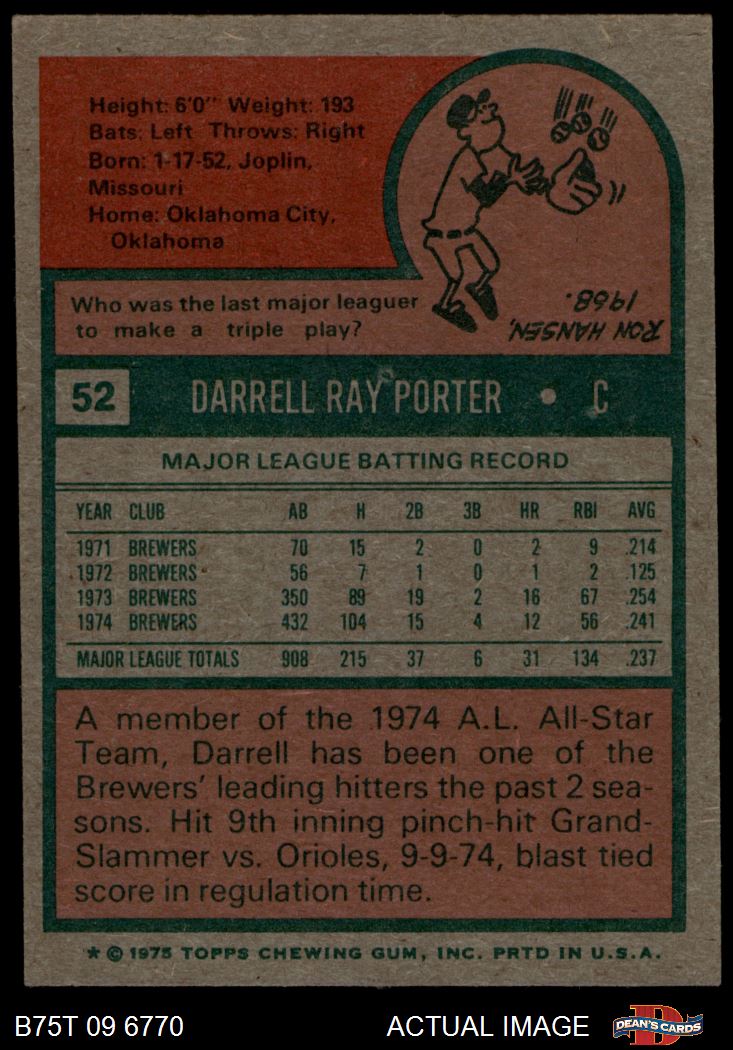 Height: 6'0" Weight: 193
Bats: Left Throws: Right
Born: 1-17-52, Joplin,
Missouri
Home: Oklahoma City,
Oklahoma
Who was the last major leaguer
to make a triple play?
RON HANSEN,
1968.
52 DARRELL RAY PORTER • C
MAJOR LEAGUE BATTING RECORD
YEAR CLUB AB H 2B 3B HR RBI AVG
1971 BREWERS 70 15 2 0 2 9 .214
1972 BREWERS 56 7 1 0 1 2 .125
1973 BREWERS 350 89 19 2 16 67 .254
1974 BREWERS 432 104 15 4 12 56 .241
MAJOR LEAGUE TOTALS 908 215 37 6 31 134 .237
A member of the 1974 A.L. All-Star
Team, Darrell has been one of the
Brewers' leading hitters the past 2 sea-
sons. Hit 9th inning pinch-hit Grand-
Slammer vs. Orioles, 9-9-74, blast tied
score in regulation time.
* © 1975 TOPPS CHEWING GUM, INC. PRTD IN U.S.A.
B75T 09 6770 ACTUAL IMAGE D DEAN'S CARDS